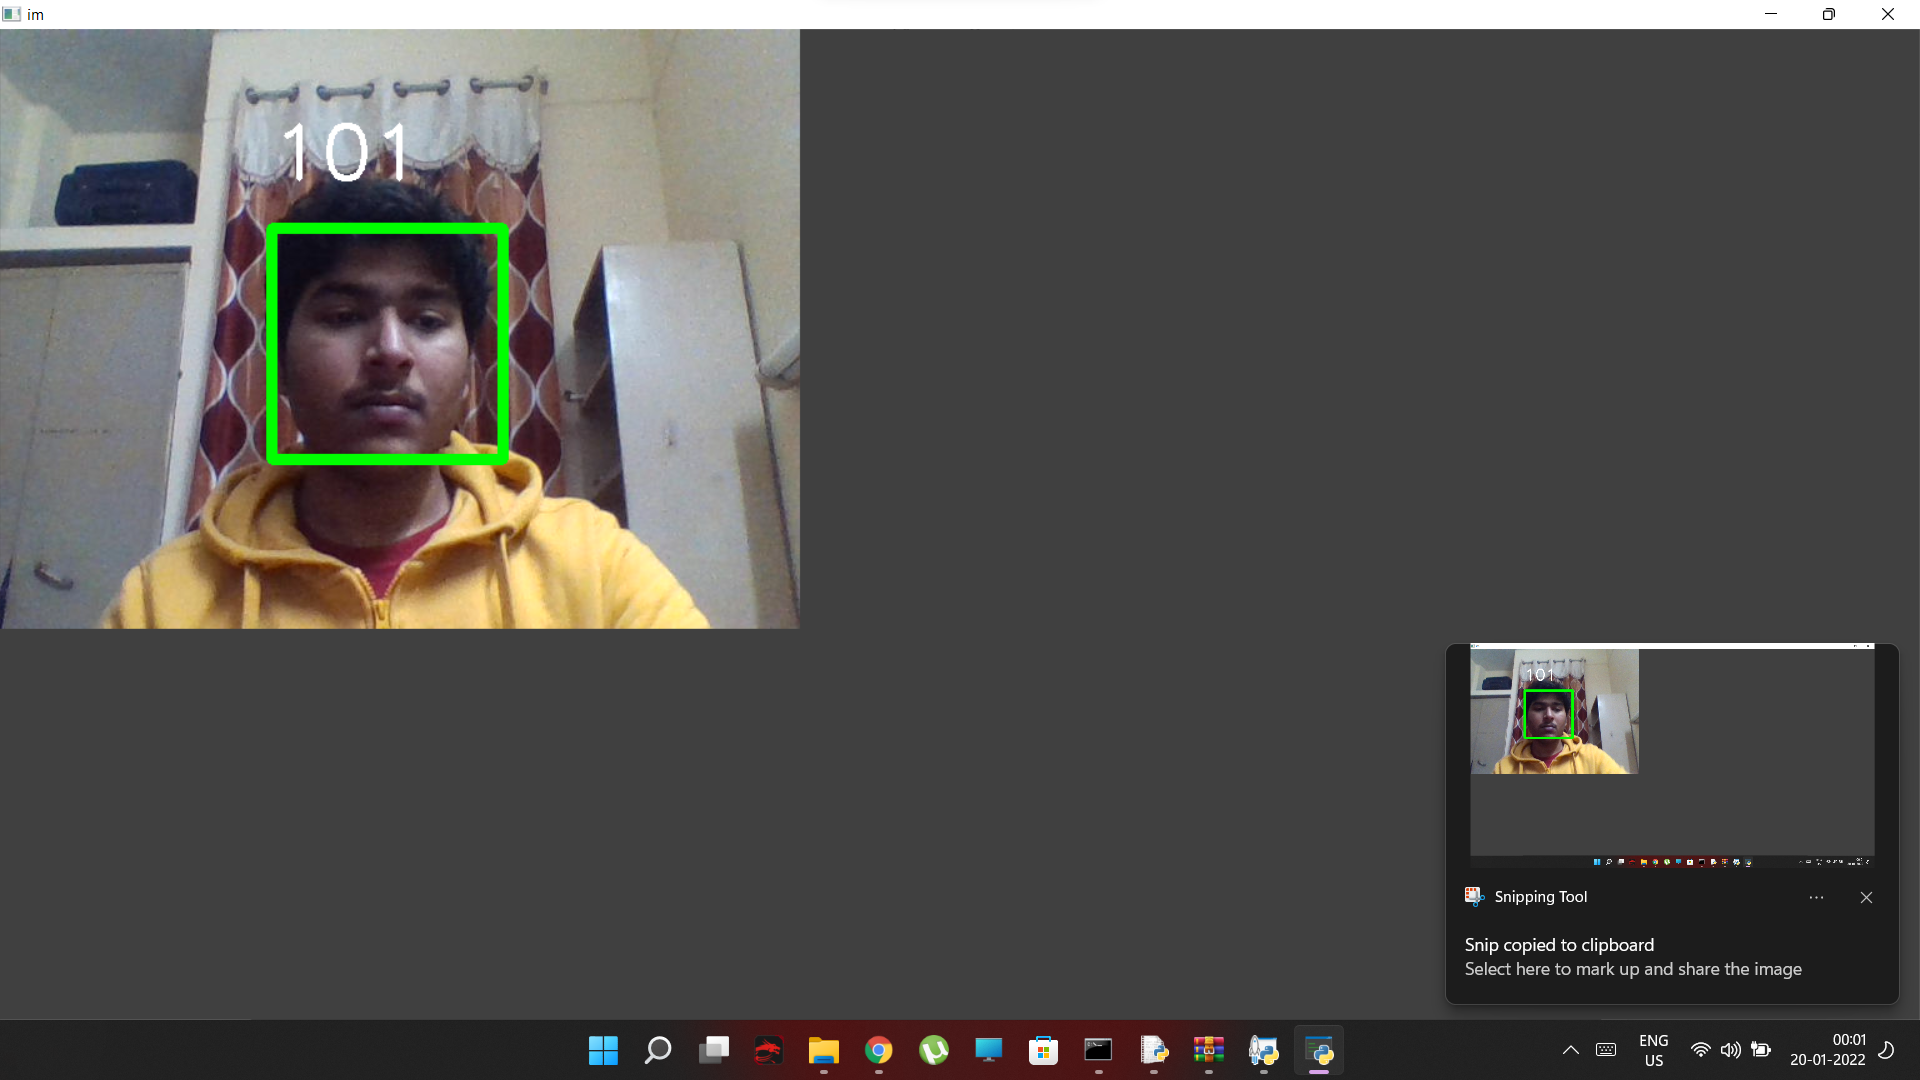 im
101
101
Snipping Tool
Snip copied to clipboard
Select here to mark up and share the image
ENG
US
00:01
20-01-2022